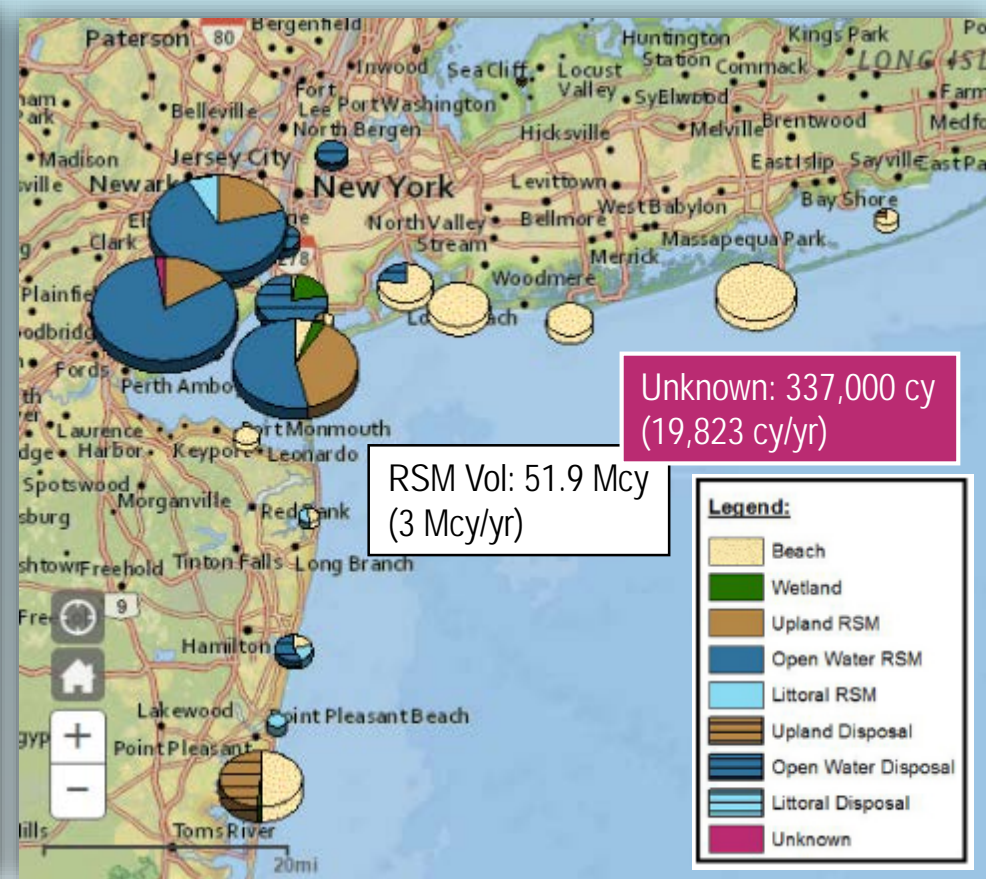 Bergenfield
Paterson
80
Huntington
Station
Kings Park
Commack
LONG ISL
Inwood
Sea Cliff
Locust
Valley
Fort
Lee
Port Washington
Belleville
North Bergen
Hicksville
Melville
Brentwood
Medfo
Farm
Madison
Jersey City
East Islip
Sayville
East Pa
Newark
New York
Levittown
West Babylon
Bay Shore
North Valley
Stream
Bellmore
Clark
278
Massapequa Park
Merrick
Woodmere
Plainfie
oodbridg
Fords
Perth Ambo
Port Monmouth
Laurence
Harbor
Keyport
Leonardo
Unknown: 337,000 cy
(19,823 cy/yr)
RSM Vol: 51.9 Mcy
(3 Mcy/yr)
Spotswood
Morganville
sburg
Red Bank
Freehold
Tinton Falls
Long Branch
9
Hamilton
Lakewood
Point Pleasant Beach
Point Pleasant
+
−
Toms River
20mi
Legend:
Beach
Wetland
Upland RSM
Open Water RSM
Littoral RSM
Upland Disposal
Open Water Disposal
Littoral Disposal
Unknown